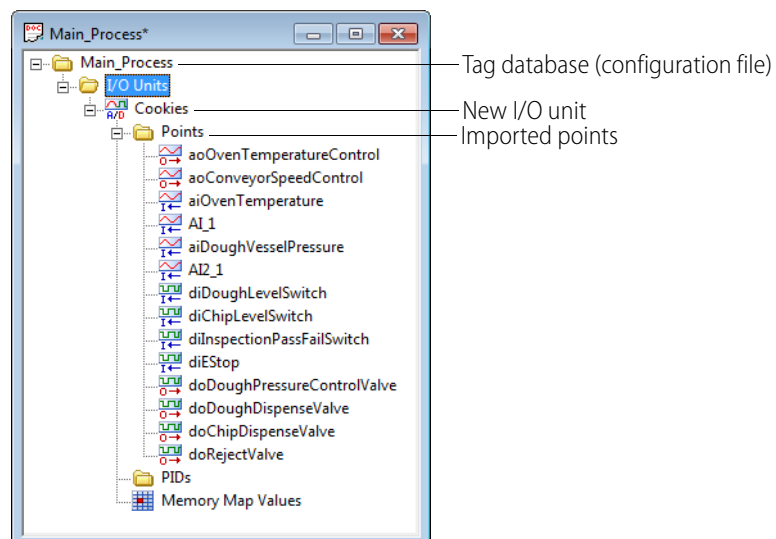 Main_Process*
Main_Process
Tag database (configuration file)
I/O Units
Cookies
New I/O unit
A/D
Points
Imported points
aoOvenTemperatureControl
aoConveyorSpeedControl
aiOvenTemperature
AI_1
aiDoughVesselPressure
AI2_1
diDoughLevelSwitch
diChipLevelSwitch
diInspectionPassFailSwitch
diEStop
doDoughPressureControlValve
doDoughDispenseValve
doChipDispenseValve
doRejectValve
PIDs
Memory Map Values